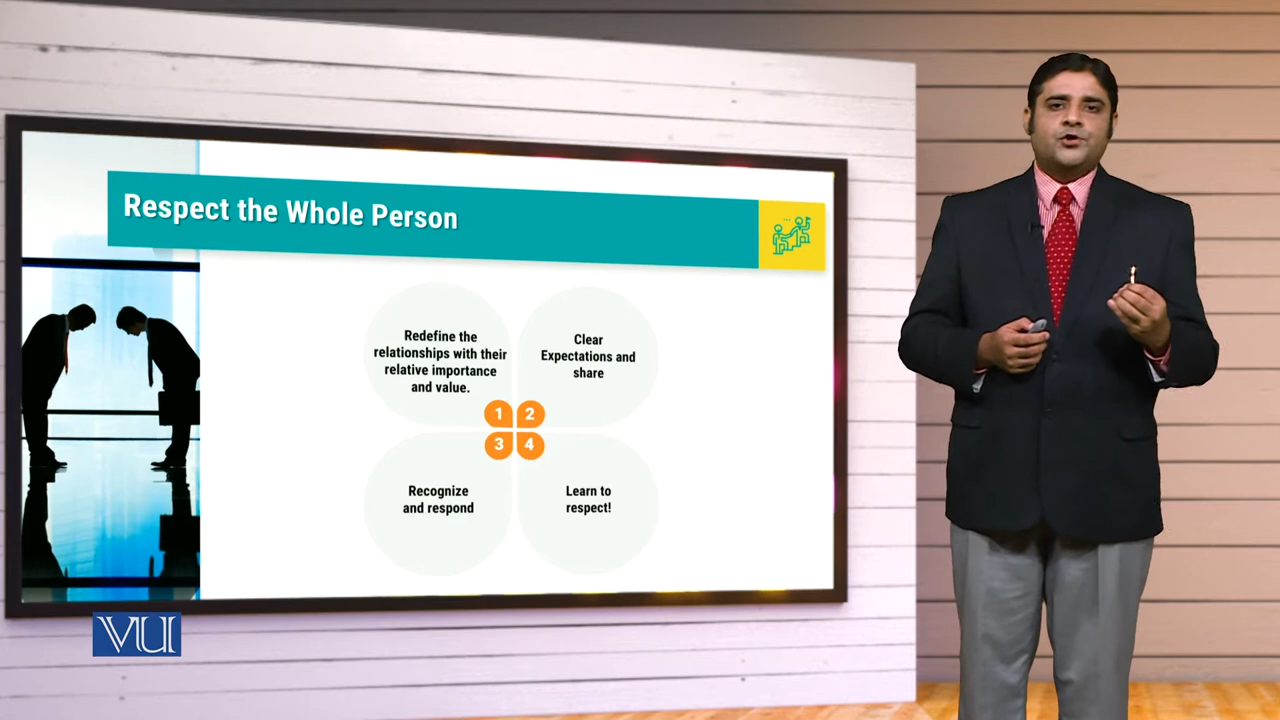 Respect the Whole Person
Redefine the
relationships with their
relative importance
and value.
Clear
Expectations and
share
1
2
3
4
Recognize
and respond
Learn to
respect!
VU